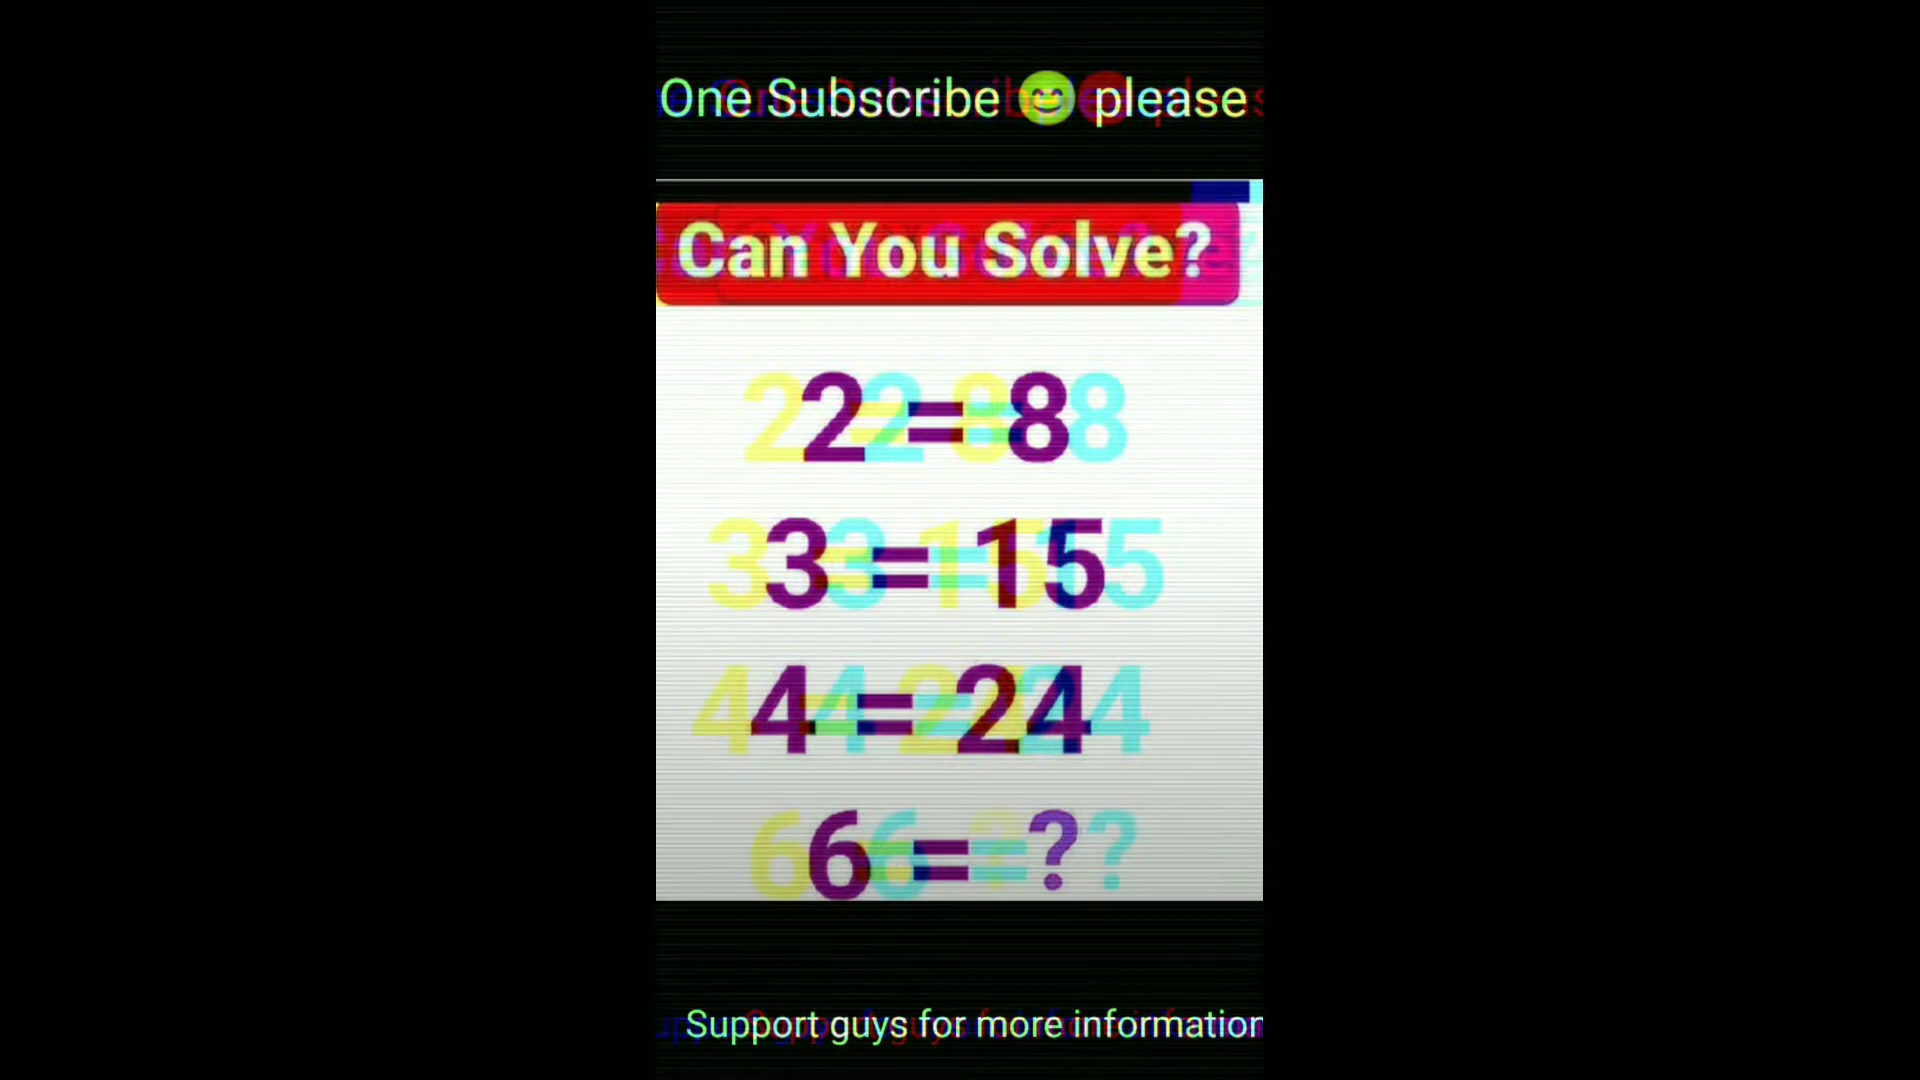 One Subscribe 😊 please
Can You Solve?
2 = 8
3 = 15
4 = 24
6 = ?
Support guys for more information